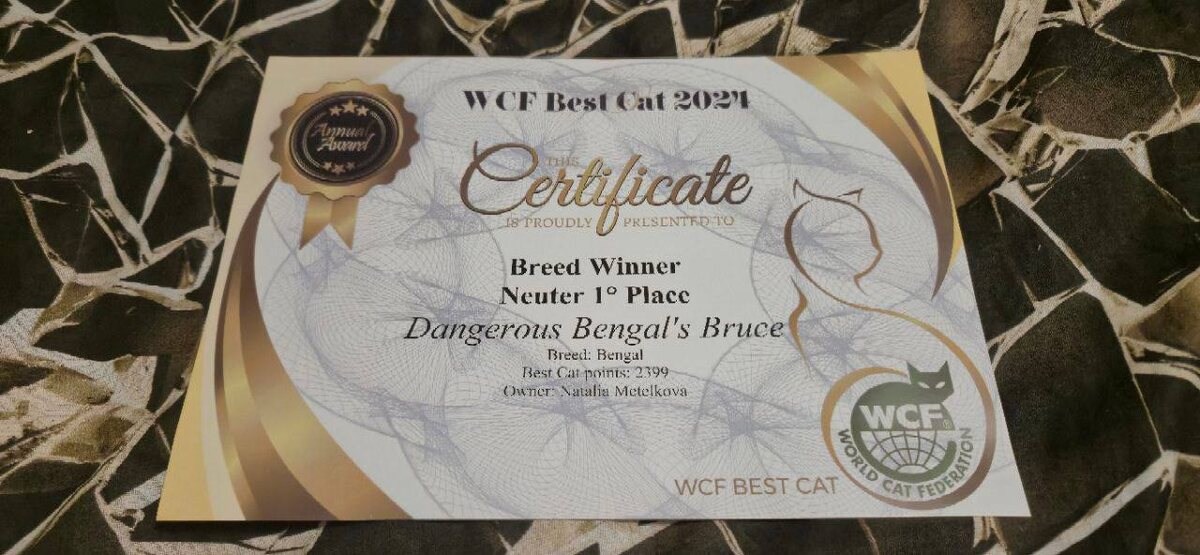 WCF Best Cat 2024
Annual
Award
THIS
Certificate
IS PROUDLY PRESENTED TO
Breed Winner
Neuter 1° Place
Dangerous Bengal's Bruce
Breed: Bengal
Best Cat points: 2399
Owner: Natalia Metelkova
WCF®
WORLD CAT FEDERATION
WCF BEST CAT